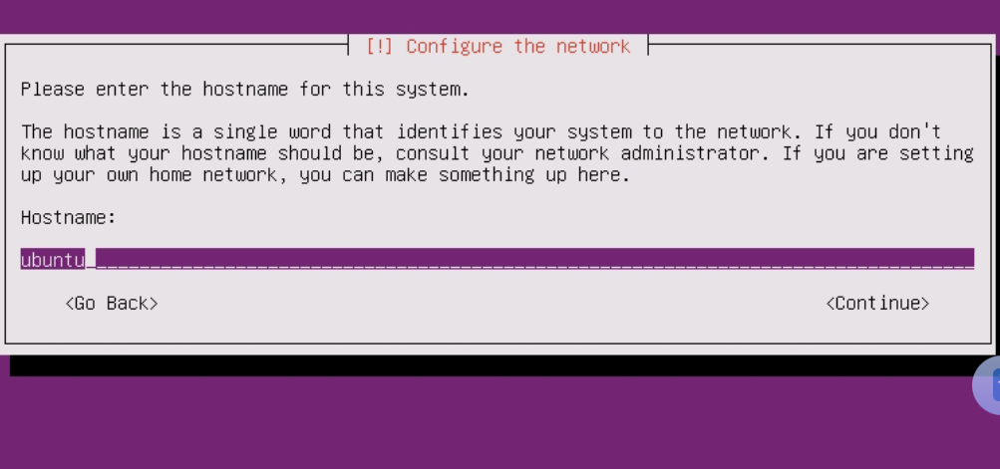 [!] Configure the network
Please enter the hostname for this system.
The hostname is a single word that identifies your system to the network. If you don't
know what your hostname should be, consult your network administrator. If you are setting
up your own home network, you can make something up here.
Hostname:
ubuntu
<Go Back> <Continue>